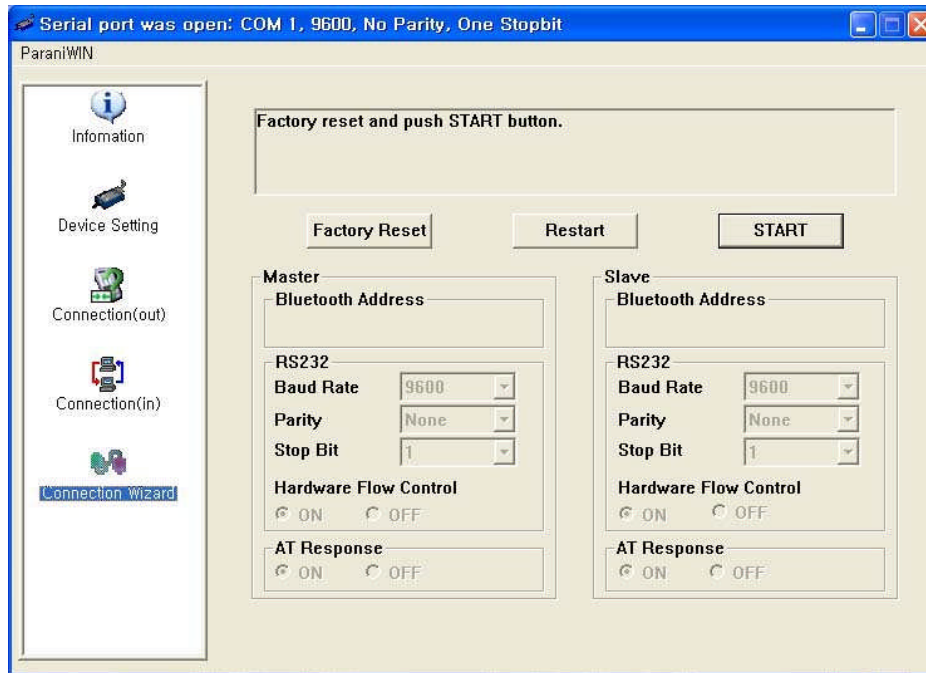 Serial port was open: COM 1, 9600, No Parity, One Stopbit
ParaniWIN
Infomation
Device Setting
Connection(out)
Connection(in)
Connection Wizard
Factory reset and push START button.
Factory Reset
Restart
START
Master
Bluetooth Address
RS232
Baud Rate 9600
Parity None
Stop Bit 1
Hardware Flow Control
ON OFF
AT Response
ON OFF
Slave
Bluetooth Address
RS232
Baud Rate 9600
Parity None
Stop Bit 1
Hardware Flow Control
ON OFF
AT Response
ON OFF